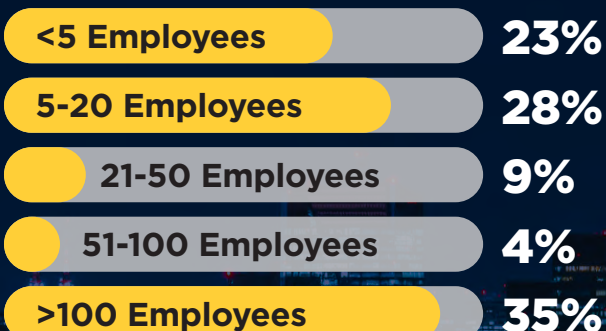 <5 Employees 23%
5-20 Employees 28%
21-50 Employees 9%
51-100 Employees 4%
>100 Employees 35%